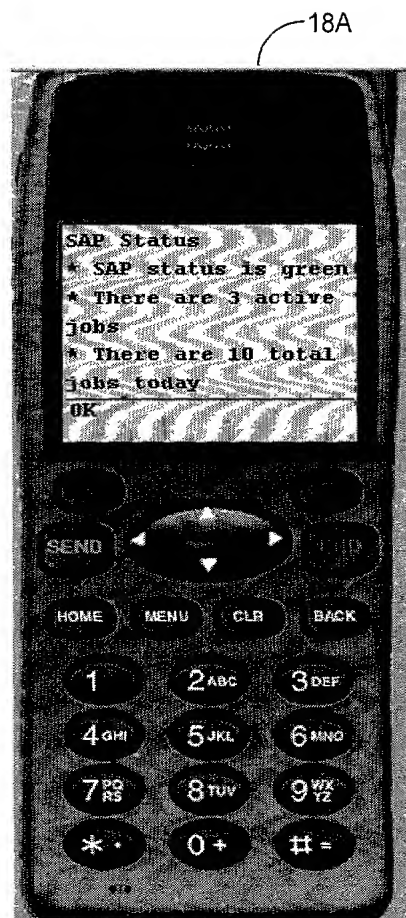 18A
SAP Status
* SAP status is green
* There are 3 active
jobs
* There are 10 total
jobs today
OK
SEND
HOME MENU CLR BACK
1 2ABC 3DEF
4GHI 5JKL 6MNO
7PQRS 8TUV 9WXYZ
* · 0 + # =